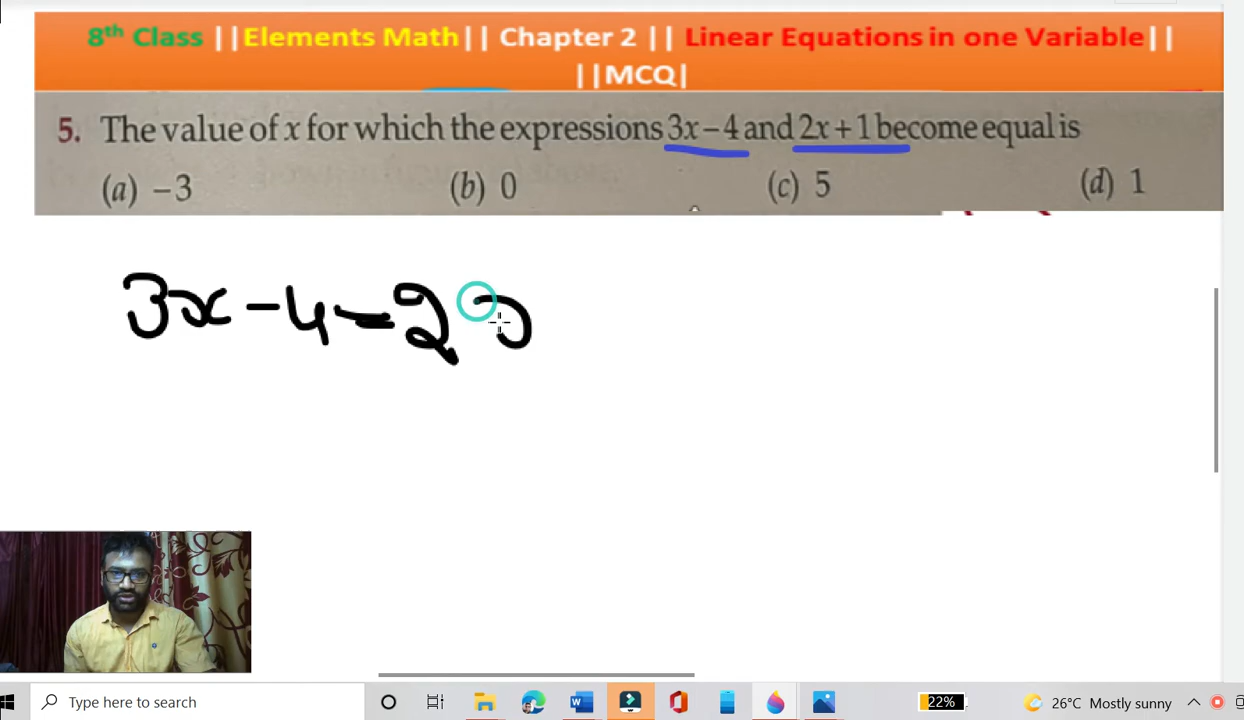 8th Class ||Elements Math|| Chapter 2 || Linear Equations in one Variable||
||MCQ|
5. The value of x for which the expressions 3x – 4 and 2x + 1 become equal is
(a) – 3 (b) 0 (c) 5 (d) 1
3x - 4 = 2
Type here to search
22%
26°C Mostly sunny